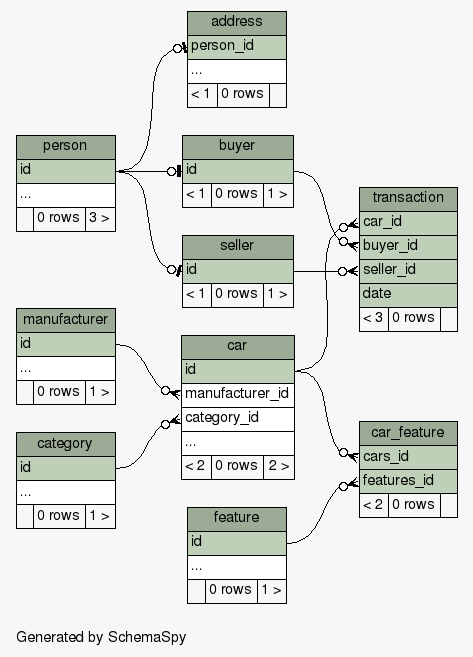 address
person_id
...
< 1 0 rows
person
id
...
0 rows 3 >
buyer
id
< 1 0 rows 1 >
seller
id
< 1 0 rows 1 >
transaction
car_id
buyer_id
seller_id
date
< 3 0 rows
manufacturer
id
...
0 rows 1 >
car
id
manufacturer_id
category_id
...
< 2 0 rows 2 >
category
id
...
0 rows 1 >
car_feature
cars_id
features_id
< 2 0 rows
feature
id
...
0 rows 1 >
Generated by SchemaSpy